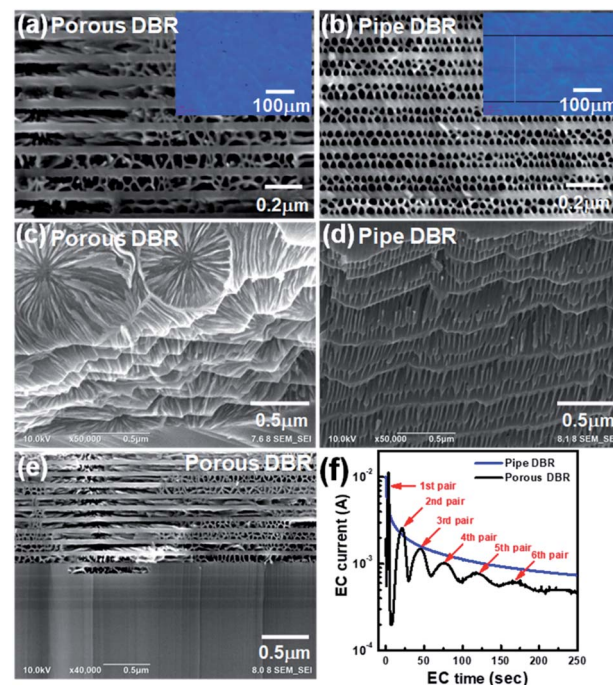 (a) Porous DBR
100μm
0.2μm
(b) Pipe DBR
100μm
0.2μm
(c) Porous DBR
0.5μm
10.0kV x50,000 0.5μm 7.6 8 SEM_SEI
(d) Pipe DBR
0.5μm
10.0kV x50,000 0.5μm 8.1 8 SEM_SEI
(e) Porous DBR
0.5μm
10.0kV x40,000 0.5μm 8.0 8 SEM_SEI
(f)
Pipe DBR
Porous DBR
1st pair
2nd pair
3rd pair
4th pair
5th pair
6th pair
EC current (A)
10⁻²
10⁻³
10⁻⁴
0 50 100 150 200 250
EC time (sec)